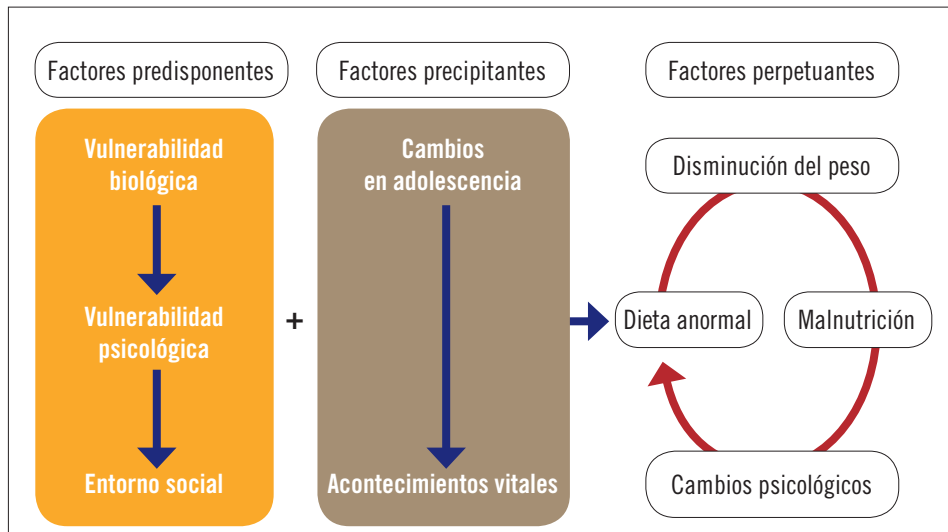 Factores predisponentes
Factores precipitantes
Factores perpetuantes
Vulnerabilidad
biológica
Vulnerabilidad
psicológica
Entorno social
+
Cambios
en adolescencia
Acontecimientos vitales
Disminución del peso
Dieta anormal
Malnutrición
Cambios psicológicos